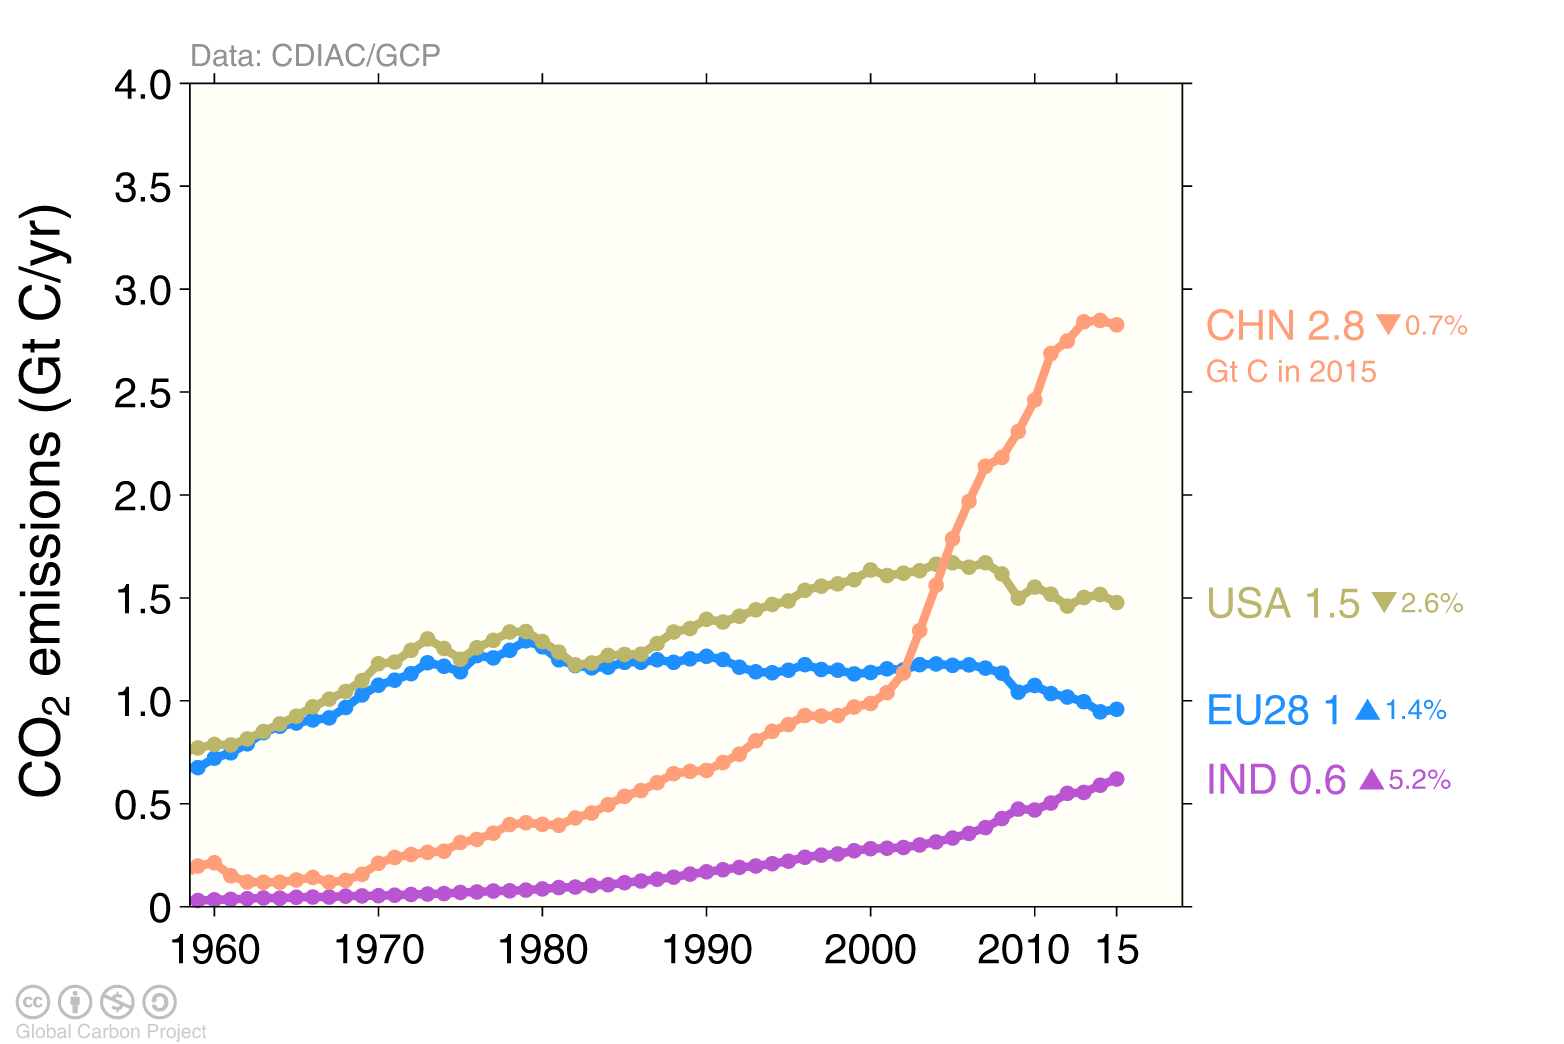 Data: CDIAC/GCP
CO₂ emissions (Gt C/yr)
4.0
3.5
3.0
2.5
2.0
1.5
1.0
0.5
0
1960 1970 1980 1990 2000 2010 15
CHN 2.8 ▼0.7%
Gt C in 2015
USA 1.5 ▼2.6%
EU28 1 ▲1.4%
IND 0.6 ▲5.2%
cc
Global Carbon Project